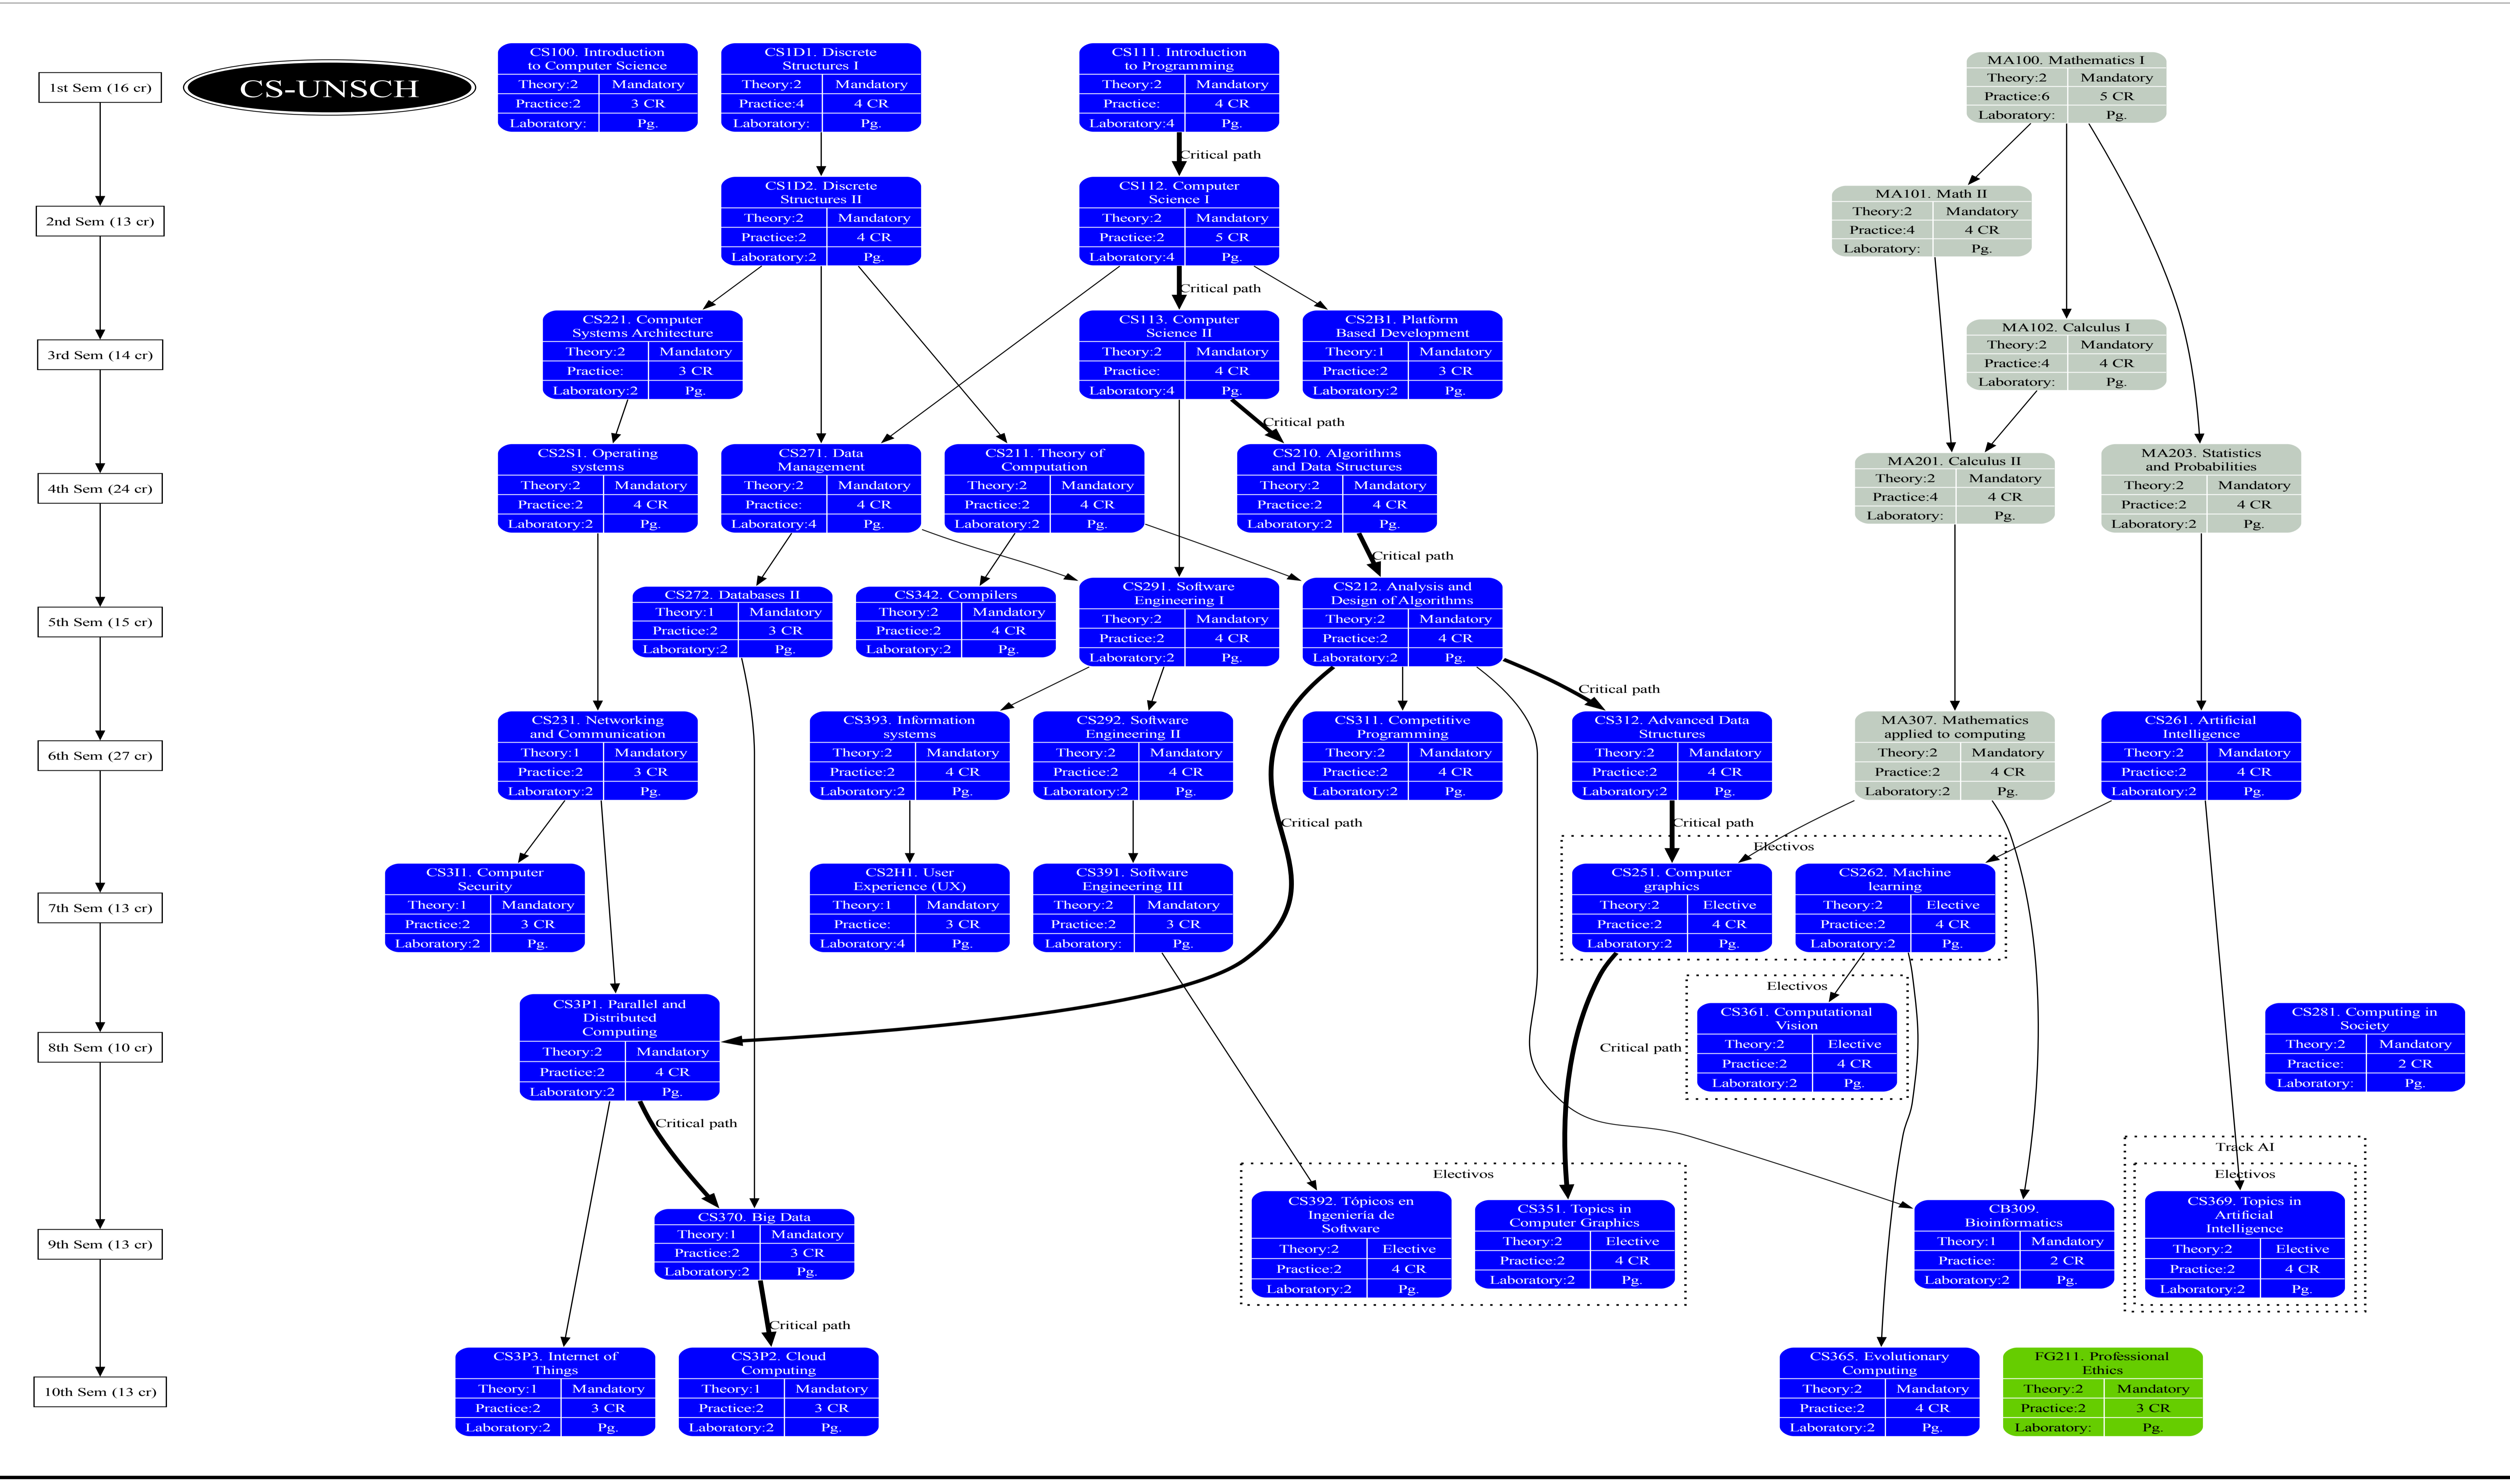 1st Sem (16 cr)
CS-UNSCH
CS100. Introduction
to Computer Science
Theory:2 Mandatory
Practice:2 3 CR
Laboratory: Pg.
CS1D1. Discrete
Structures I
Theory:2 Mandatory
Practice:4 4 CR
Laboratory: Pg.
CS111. Introduction
to Programming
Theory:2 Mandatory
Practice: 4 CR
Laboratory:4 Pg.
MA100. Mathematics I
Theory:2 Mandatory
Practice:6 5 CR
Laboratory: Pg.
Critical path
2nd Sem (13 cr)
CS1D2. Discrete
Structures II
Theory:2 Mandatory
Practice:2 4 CR
Laboratory:2 Pg.
CS112. Computer
Science I
Theory:2 Mandatory
Practice:2 5 CR
Laboratory:4 Pg.
MA101. Math II
Theory:2 Mandatory
Practice:4 4 CR
Laboratory: Pg.
Critical path
3rd Sem (14 cr)
CS221. Computer
Systems Architecture
Theory:2 Mandatory
Practice: 3 CR
Laboratory:2 Pg.
CS113. Computer
Science II
Theory:2 Mandatory
Practice: 4 CR
Laboratory:4 Pg.
CS2B1. Platform
Based Development
Theory:1 Mandatory
Practice:2 3 CR
Laboratory:2 Pg.
MA102. Calculus I
Theory:2 Mandatory
Practice:4 4 CR
Laboratory: Pg.
Critical path
4th Sem (24 cr)
CS2S1. Operating
systems
Theory:2 Mandatory
Practice:2 4 CR
Laboratory:2 Pg.
CS271. Data
Management
Theory:2 Mandatory
Practice: 4 CR
Laboratory:4 Pg.
CS211. Theory of
Computation
Theory:2 Mandatory
Practice:2 4 CR
Laboratory:2 Pg.
CS210. Algorithms
and Data Structures
Theory:2 Mandatory
Practice:2 4 CR
Laboratory:2 Pg.
MA201. Calculus II
Theory:2 Mandatory
Practice:4 4 CR
Laboratory: Pg.
MA203. Statistics
and Probabilities
Theory:2 Mandatory
Practice:2 4 CR
Laboratory:2 Pg.
Critical path
5th Sem (15 cr)
CS272. Databases II
Theory:1 Mandatory
Practice:2 3 CR
Laboratory:2 Pg.
CS342. Compilers
Theory:2 Mandatory
Practice:2 4 CR
Laboratory:2 Pg.
CS291. Software
Engineering I
Theory:2 Mandatory
Practice:2 4 CR
Laboratory:2 Pg.
CS212. Analysis and
Design of Algorithms
Theory:2 Mandatory
Practice:2 4 CR
Laboratory:2 Pg.
Critical path
6th Sem (27 cr)
CS231. Networking
and Communication
Theory:1 Mandatory
Practice:2 3 CR
Laboratory:2 Pg.
CS393. Information
systems
Theory:2 Mandatory
Practice:2 4 CR
Laboratory:2 Pg.
CS292. Software
Engineering II
Theory:2 Mandatory
Practice:2 4 CR
Laboratory:2 Pg.
CS311. Competitive
Programming
Theory:2 Mandatory
Practice:2 4 CR
Laboratory:2 Pg.
CS312. Advanced Data
Structures
Theory:2 Mandatory
Practice:2 4 CR
Laboratory:2 Pg.
MA307. Mathematics
applied to computing
Theory:2 Mandatory
Practice:2 4 CR
Laboratory:2 Pg.
CS261. Artificial
Intelligence
Theory:2 Mandatory
Practice:2 4 CR
Laboratory:2 Pg.
Critical path
Critical path
Electivos
7th Sem (13 cr)
CS3I1. Computer
Security
Theory:1 Mandatory
Practice:2 3 CR
Laboratory:2 Pg.
CS2H1. User
Experience (UX)
Theory:1 Mandatory
Practice: 3 CR
Laboratory:4 Pg.
CS391. Software
Engineering III
Theory:2 Mandatory
Practice:2 3 CR
Laboratory: Pg.
CS251. Computer
graphics
Theory:2 Elective
Practice:2 4 CR
Laboratory:2 Pg.
CS262. Machine
learning
Theory:2 Elective
Practice:2 4 CR
Laboratory:2 Pg.
Electivos
8th Sem (10 cr)
CS3P1. Parallel and
Distributed
Computing
Theory:2 Mandatory
Practice:2 4 CR
Laboratory:2 Pg.
Critical path
CS361. Computational
Vision
Theory:2 Elective
Practice:2 4 CR
Laboratory:2 Pg.
CS281. Computing in
Society
Theory:2 Mandatory
Practice: 2 CR
Laboratory: Pg.
Critical path
Track AI
Electivos
Electivos
9th Sem (13 cr)
CS370. Big Data
Theory:1 Mandatory
Practice:2 3 CR
Laboratory:2 Pg.
CS392. Tópicos en
Ingeniería de
Software
Theory:2 Elective
Practice:2 4 CR
Laboratory:2 Pg.
CS351. Topics in
Computer Graphics
Theory:2 Elective
Practice:2 4 CR
Laboratory:2 Pg.
CB309.
Bioinformatics
Theory:1 Mandatory
Practice: 2 CR
Laboratory:2 Pg.
CS369. Topics in
Artificial
Intelligence
Theory:2 Elective
Practice:2 4 CR
Laboratory:2 Pg.
Critical path
10th Sem (13 cr)
CS3P3. Internet of
Things
Theory:1 Mandatory
Practice:2 3 CR
Laboratory:2 Pg.
CS3P2. Cloud
Computing
Theory:1 Mandatory
Practice:2 3 CR
Laboratory:2 Pg.
CS365. Evolutionary
Computing
Theory:2 Mandatory
Practice:2 4 CR
Laboratory:2 Pg.
FG211. Professional
Ethics
Theory:2 Mandatory
Practice:2 3 CR
Laboratory: Pg.